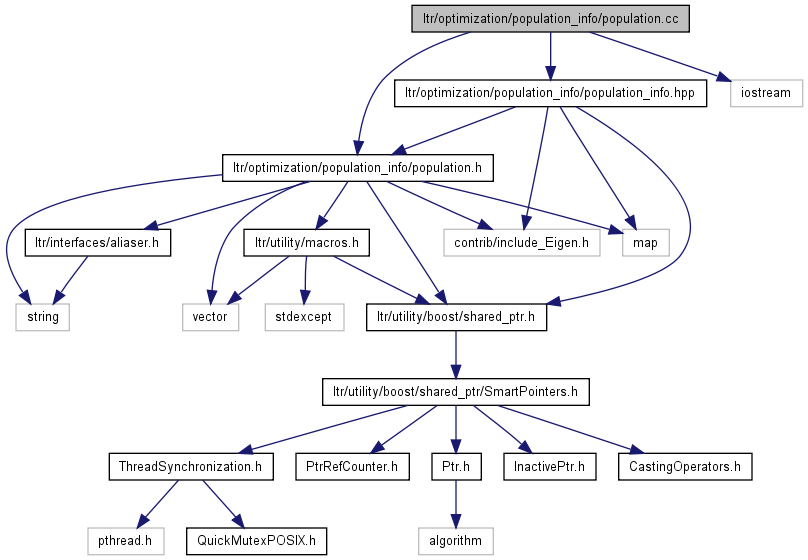 ltr/optimization/population_info/population.cc
ltr/optimization/population_info/population_info.hpp
iostream
ltr/optimization/population_info/population.h
ltr/interfaces/aliaser.h
ltr/utility/macros.h
contrib/include_Eigen.h
map
string
vector
stdexcept
ltr/utility/boost/shared_ptr.h
ltr/utility/boost/shared_ptr/SmartPointers.h
ThreadSynchronization.h
PtrRefCounter.h
Ptr.h
InactivePtr.h
CastingOperators.h
pthread.h
QuickMutexPOSIX.h
algorithm